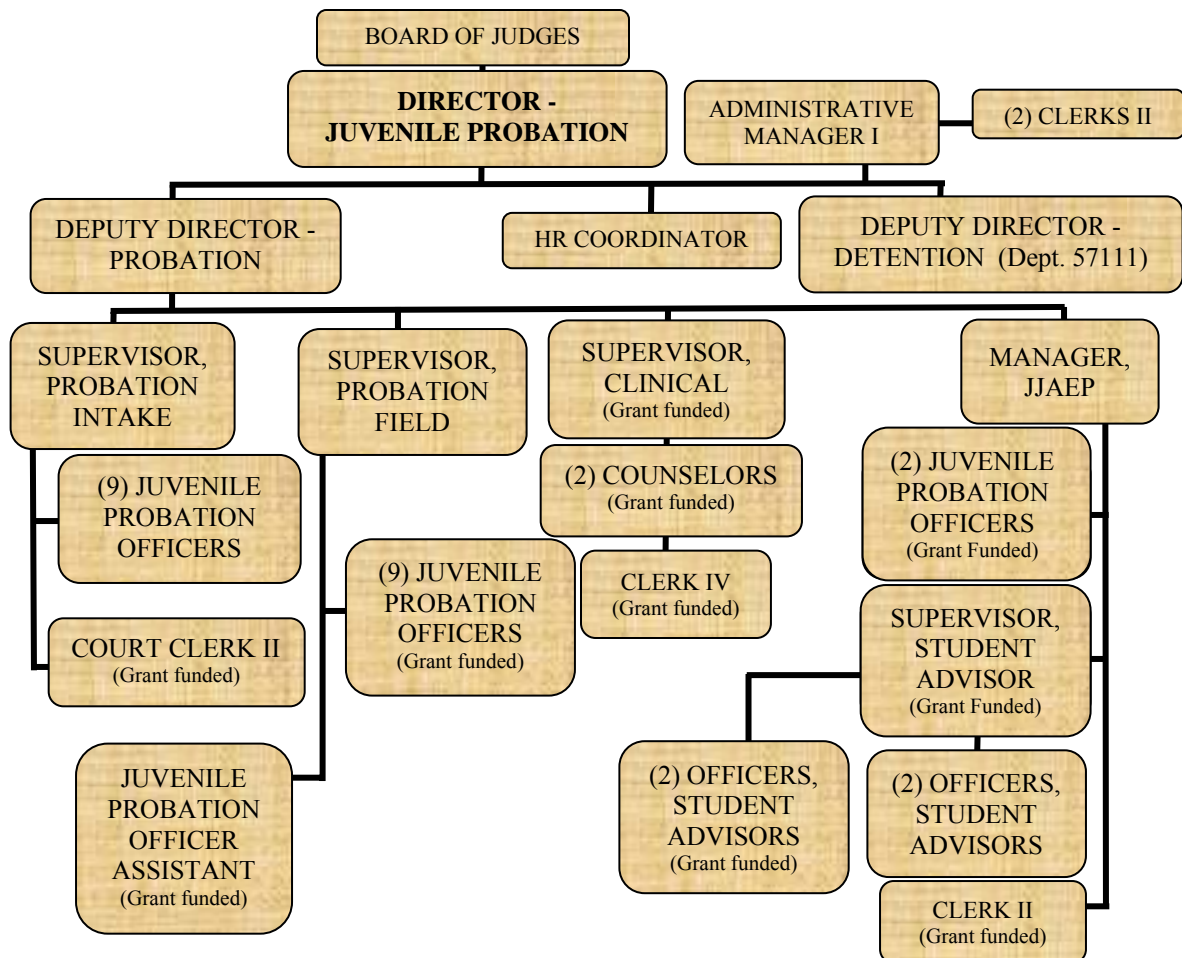 BOARD OF JUDGES
DIRECTOR -
JUVENILE PROBATION
ADMINISTRATIVE
MANAGER I
(2) CLERKS II
DEPUTY DIRECTOR -
PROBATION
HR COORDINATOR
DEPUTY DIRECTOR -
DETENTION (Dept. 57111)
SUPERVISOR,
PROBATION
INTAKE
SUPERVISOR,
PROBATION
FIELD
SUPERVISOR,
CLINICAL
(Grant funded)
MANAGER,
JJAEP
(9) JUVENILE
PROBATION
OFFICERS
COURT CLERK II
(Grant funded)
(9) JUVENILE
PROBATION
OFFICERS
(Grant funded)
JUVENILE
PROBATION
OFFICER
ASSISTANT
(Grant funded)
(2) COUNSELORS
(Grant funded)
CLERK IV
(Grant funded)
(2) JUVENILE
PROBATION
OFFICERS
(Grant Funded)
SUPERVISOR,
STUDENT
ADVISOR
(Grant Funded)
(2) OFFICERS,
STUDENT
ADVISORS
(Grant funded)
(2) OFFICERS,
STUDENT
ADVISORS
CLERK II
(Grant funded)